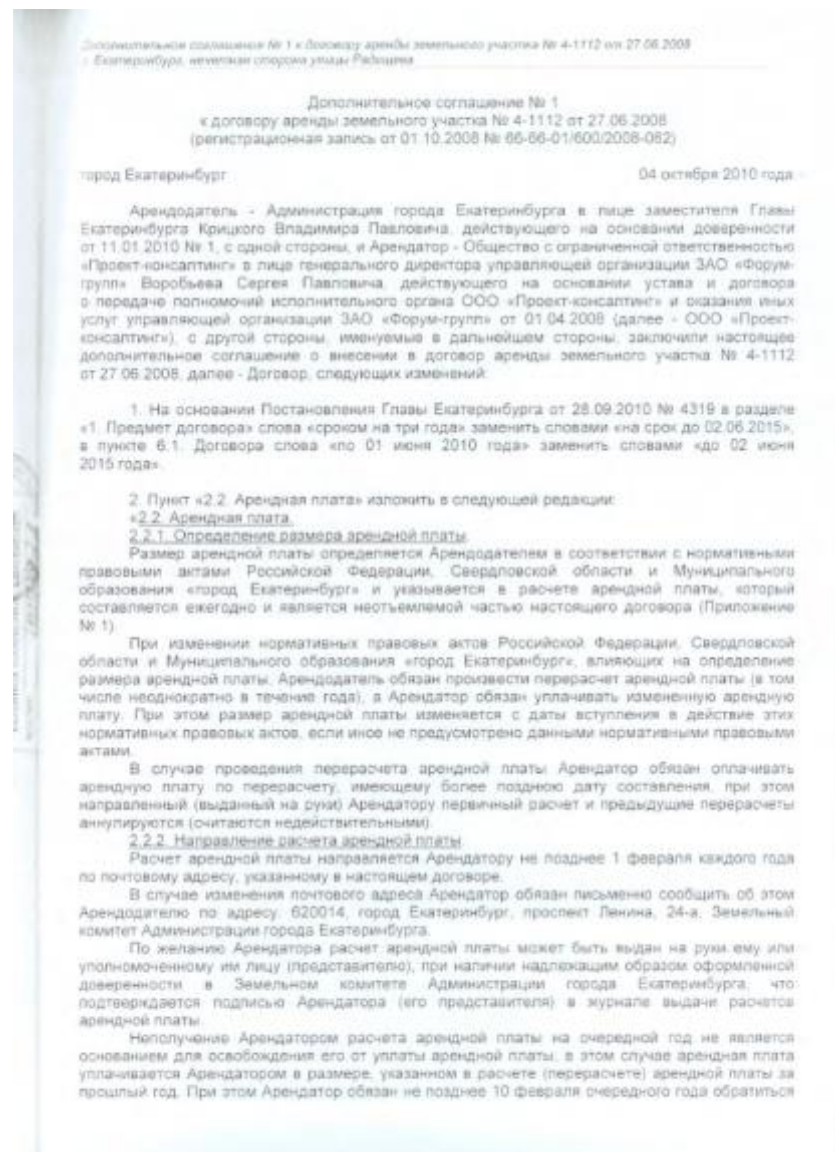 Дополнительное соглашение № 1 к договору аренды земельного участка № 4-1112 от 27.06.2008
г. Екатеринбург, нечетная сторона улицы Радищева
Дополнительное соглашение № 1
к договору аренды земельного участка № 4-1112 от 27.06.2008
(регистрационная запись от 01.10.2008 № 66-66-01/600/2008-082)
город Екатеринбург 04 октября 2010 года
Арендодатель - Администрация города Екатеринбурга в лице заместителя Главы
Екатеринбурга Крицкого Владимира Павловича, действующего на основании доверенности
от 11.01.2010 № 1, с одной стороны, и Арендатор - Общество с ограниченной ответственностью
«Проект-консалтинг» в лице генерального директора управляющей организации ЗАО «Форум-
групп» Воробьева Сергея Павловича, действующего на основании устава и договора
о передаче полномочий исполнительного органа ООО «Проект-консалтинг» и оказания иных
услуг управляющей организации ЗАО «Форум-групп» от 01.04.2008 (далее - ООО «Проект-
консалтинг»), с другой стороны, именуемые в дальнейшем стороны, заключили настоящее
дополнительное соглашение о внесении в договор аренды земельного участка № 4-1112
от 27.06.2008, далее - Договор, следующих изменений:
1. На основании Постановления Главы Екатеринбурга от 28.09.2010 № 4319 в разделе
«1. Предмет договора» слова «сроком на три года» заменить словами «на срок до 02.06.2015»,
в пункте 6.1. Договора слова «по 01 июня 2010 года» заменить словами «до 02 июня
2015 года».
2. Пункт «2.2. Арендная плата» изложить в следующей редакции:
«2.2. Арендная плата.
2.2.1. Определение размера арендной платы.
Размер арендной платы определяется Арендодателем в соответствии с нормативными
правовыми актами Российской Федерации, Свердловской области и Муниципального
образования «город Екатеринбург» и указывается в расчете арендной платы, который
составляется ежегодно и является неотъемлемой частью настоящего договора (Приложение
№ 1).
При изменении нормативных правовых актов Российской Федерации, Свердловской
области и Муниципального образования «город Екатеринбург», влияющих на определение
размера арендной платы, Арендодатель обязан произвести перерасчет арендной платы (в том
числе неоднократно в течение года), а Арендатор обязан уплачивать измененную арендную
плату. При этом размер арендной платы изменяется с даты вступления в действие этих
нормативных правовых актов, если иное не предусмотрено данными нормативными правовыми
актами.
В случае проведения перерасчета арендной платы Арендатор обязан оплачивать
арендную плату по перерасчету, имеющему более позднюю дату составления, при этом
направленный (выданный на руки) Арендатору первичный расчет и предыдущие перерасчеты
аннулируются (считаются недействительными).
2.2.2. Направление расчета арендной платы.
Расчет арендной платы направляется Арендатору не позднее 1 февраля каждого года
по почтовому адресу, указанному в настоящем договоре.
В случае изменения почтового адреса Арендатор обязан письменно сообщить об этом
Арендодателю по адресу: 620014, город Екатеринбург, проспект Ленина, 24-а, Земельный
комитет Администрации города Екатеринбурга.
По желанию Арендатора расчет арендной платы может быть выдан на руки ему или
уполномоченному им лицу (представителю), при наличии надлежащим образом оформленной
доверенности в Земельном комитете Администрации города Екатеринбурга, что
подтверждается подписью Арендатора (его представителя) в журнале выдачи расчетов
арендной платы.
Неполучение Арендатором расчета арендной платы на очередной год не является
основанием для освобождения его от уплаты арендной платы, в этом случае арендная плата
уплачивается Арендатором в размере, указанном в расчете (перерасчете) арендной платы за
прошлый год. При этом Арендатор обязан не позднее 10 февраля очередного года обратиться